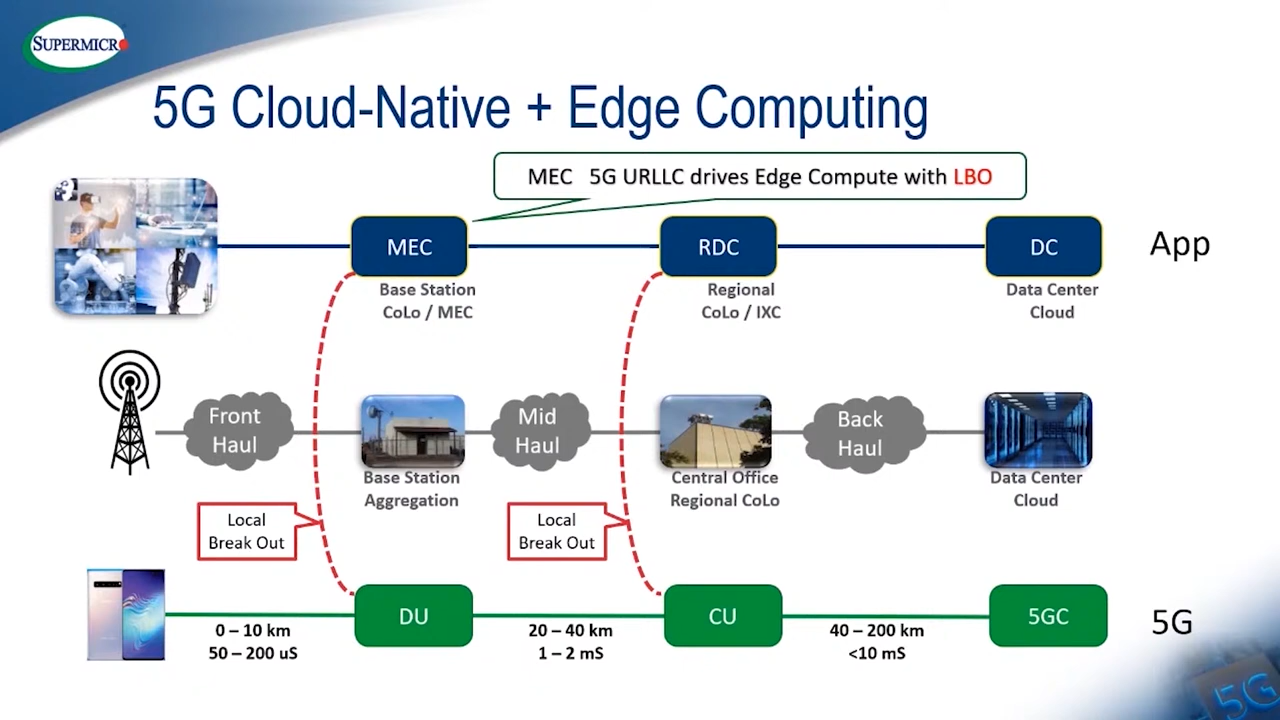 SUPERMICR
5G Cloud-Native + Edge Computing
MEC 5G URLLC drives Edge Compute with LBO
MEC
RDC
DC
App
Base Station
CoLo / MEC
Regional
CoLo / IXC
Data Center
Cloud
Front
Haul
Mid
Haul
Back
Haul
Base Station
Aggregation
Central Office
Regional CoLo
Data Center
Cloud
Local
Break Out
Local
Break Out
DU
CU
5GC
5G
0 – 10 km
50 – 200 uS
20 – 40 km
1 – 2 mS
40 – 200 km
<10 mS
5G